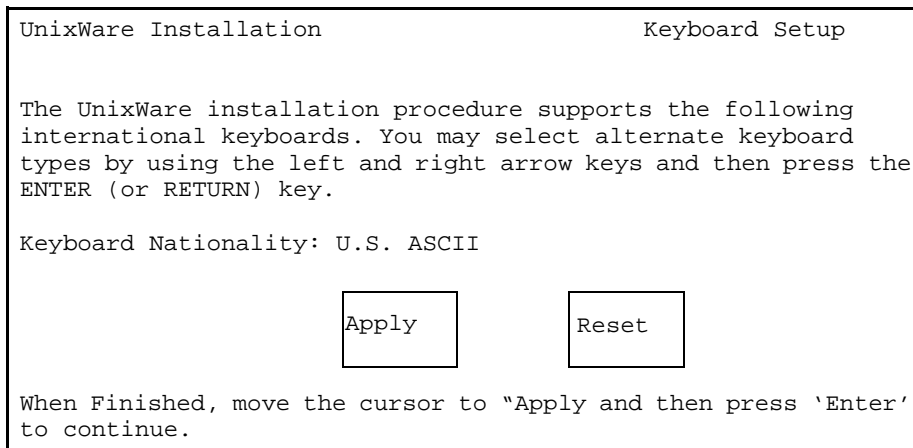 UnixWare Installation Keyboard Setup
The UnixWare installation procedure supports the following
international keyboards. You may select alternate keyboard
types by using the left and right arrow keys and then press the
ENTER (or RETURN) key.
Keyboard Nationality: U.S. ASCII
Apply Reset
When Finished, move the cursor to “Apply and then press ‘Enter’
to continue.